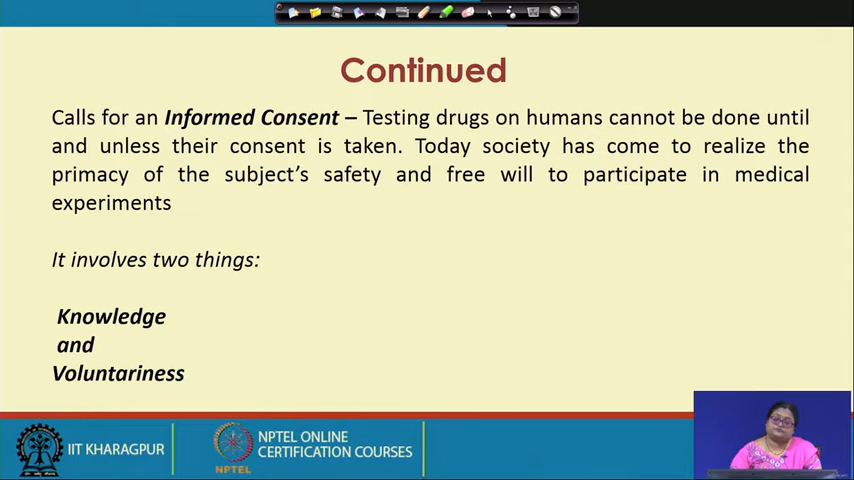 Continued
Calls for an Informed Consent – Testing drugs on humans cannot be done until
and unless their consent is taken. Today society has come to realize the
primacy of the subject's safety and free will to participate in medical
experiments
It involves two things:
Knowledge
and
Voluntariness
IIT KHARAGPUR
NPTEL
NPTEL ONLINE
CERTIFICATION COURSES